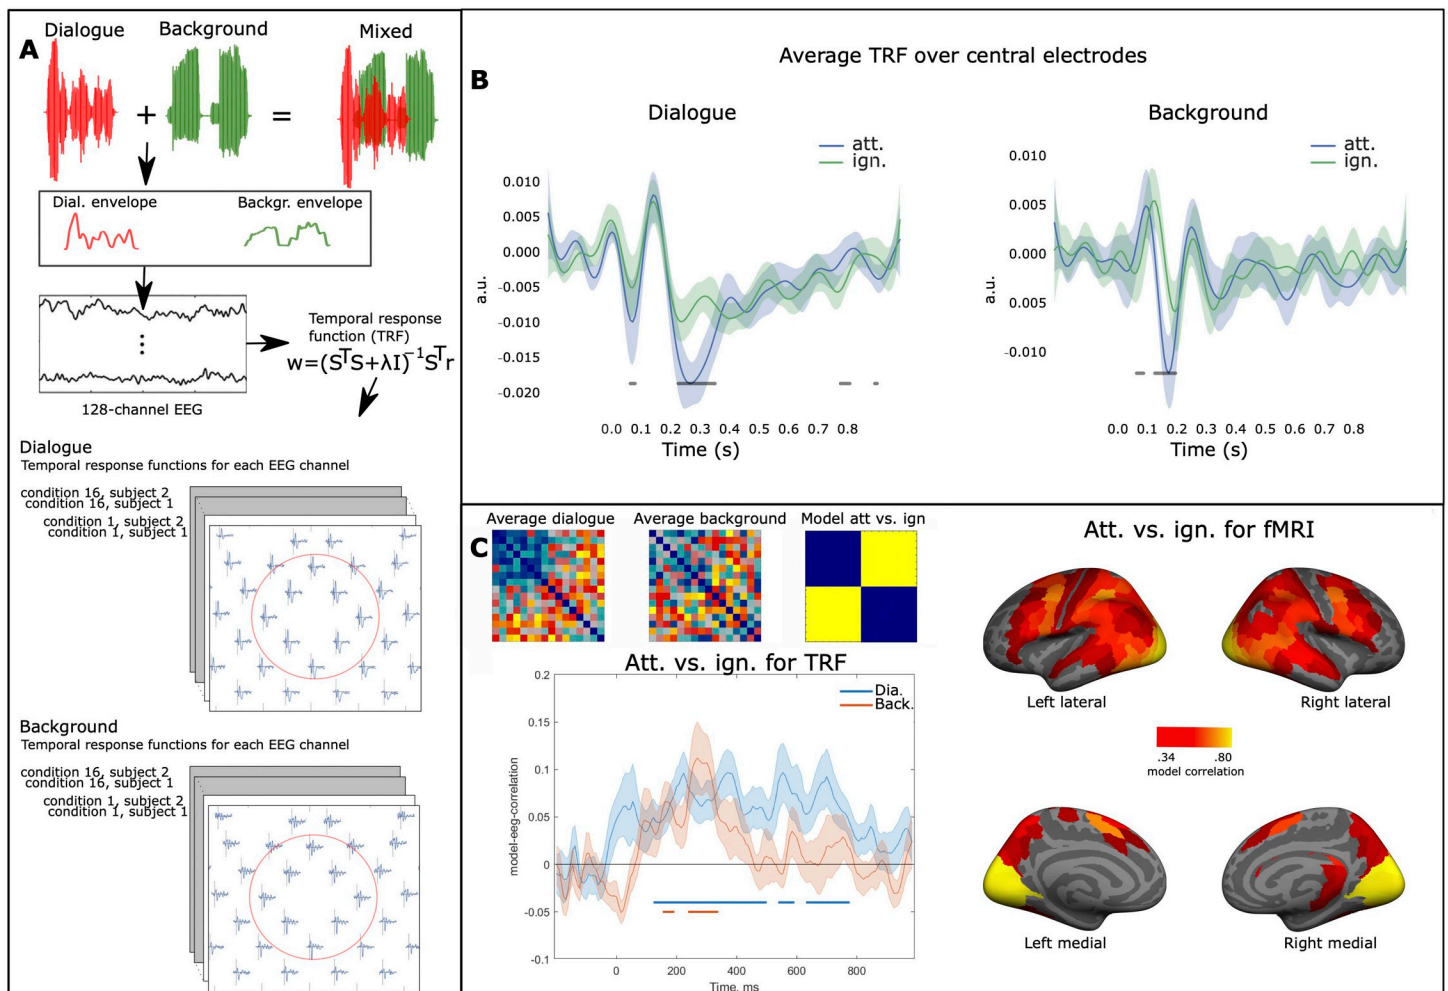 A
Dialogue
Background
Mixed
+
=
Dial. envelope
Backgr. envelope
128-channel EEG
Temporal response
function (TRF)
w=(SᵀS+λI)⁻¹Sᵀr
Dialogue
Temporal response functions for each EEG channel
condition 16, subject 2
condition 16, subject 1
condition 1, subject 2
condition 1, subject 1
Background
Temporal response functions for each EEG channel
condition 16, subject 2
condition 16, subject 1
condition 1, subject 2
condition 1, subject 1
B
Average TRF over central electrodes
Dialogue
att.
ign.
0.010
0.005
0.000
-0.005
-0.010
-0.015
-0.020
a.u.
0.0 0.1 0.2 0.3 0.4 0.5 0.6 0.7 0.8
Time (s)
Background
att.
ign.
0.010
0.005
0.000
0.005
-0.010
a.u.
0.0 0.1 0.2 0.3 0.4 0.5 0.6 0.7 0.8
Time (s)
C
Average dialogue
Average background
Model att vs. ign
Att. vs. ign. for TRF
Dia.
Back.
0.2
0.15
0.1
0.05
0
-0.05
-0.1
model-eeg-correlation
0 200 400 600 800
Time, ms
Att. vs. ign. for fMRI
Left lateral
Right lateral
.34 .80
model correlation
Left medial
Right medial